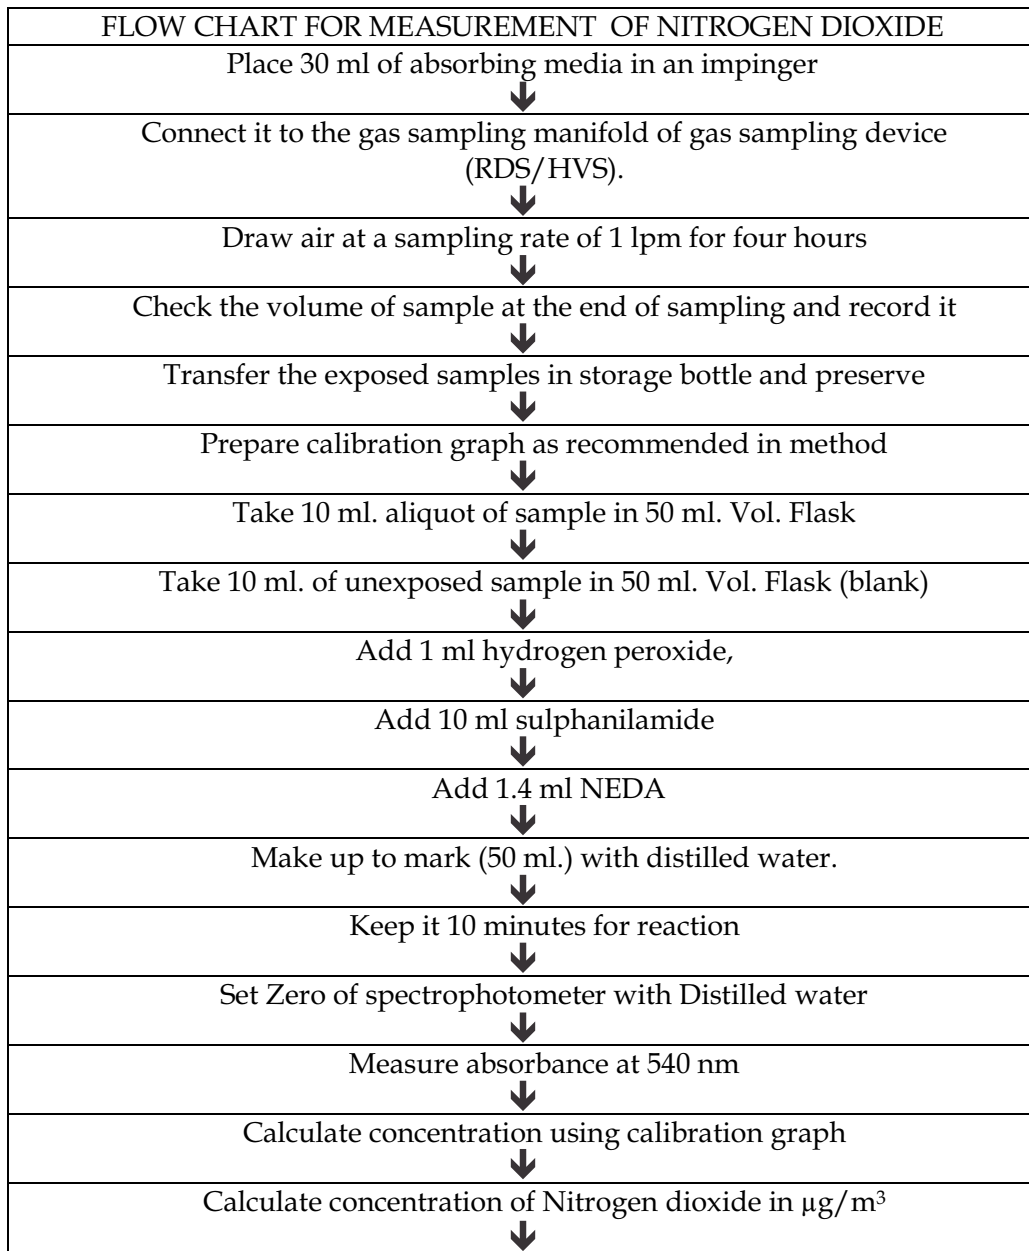 FLOW CHART FOR MEASUREMENT OF NITROGEN DIOXIDE
Place 30 ml of absorbing media in an impinger
Connect it to the gas sampling manifold of gas sampling device
(RDS/HVS).
Draw air at a sampling rate of 1 lpm for four hours
Check the volume of sample at the end of sampling and record it
Transfer the exposed samples in storage bottle and preserve
Prepare calibration graph as recommended in method
Take 10 ml. aliquot of sample in 50 ml. Vol. Flask
Take 10 ml. of unexposed sample in 50 ml. Vol. Flask (blank)
Add 1 ml hydrogen peroxide,
Add 10 ml sulphanilamide
Add 1.4 ml NEDA
Make up to mark (50 ml.) with distilled water.
Keep it 10 minutes for reaction
Set Zero of spectrophotometer with Distilled water
Measure absorbance at 540 nm
Calculate concentration using calibration graph
Calculate concentration of Nitrogen dioxide in µg/m³